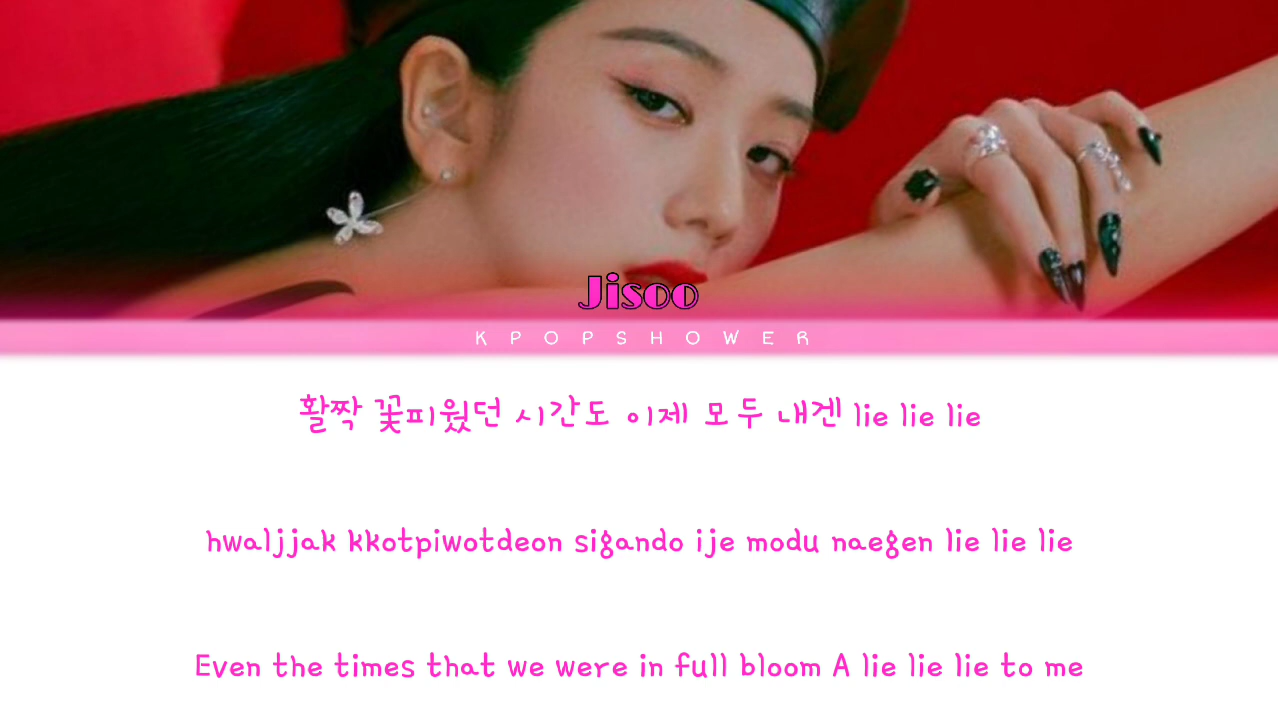 Jisoo
KPOPSHOWER
활짝 꽃피웠던 시간도 이제 모두 내겐 lie lie lie
hwaljjak kkotpiwotdeon sigando ije modu naegen lie lie lie
Even the times that we were in full bloom A lie lie lie to me